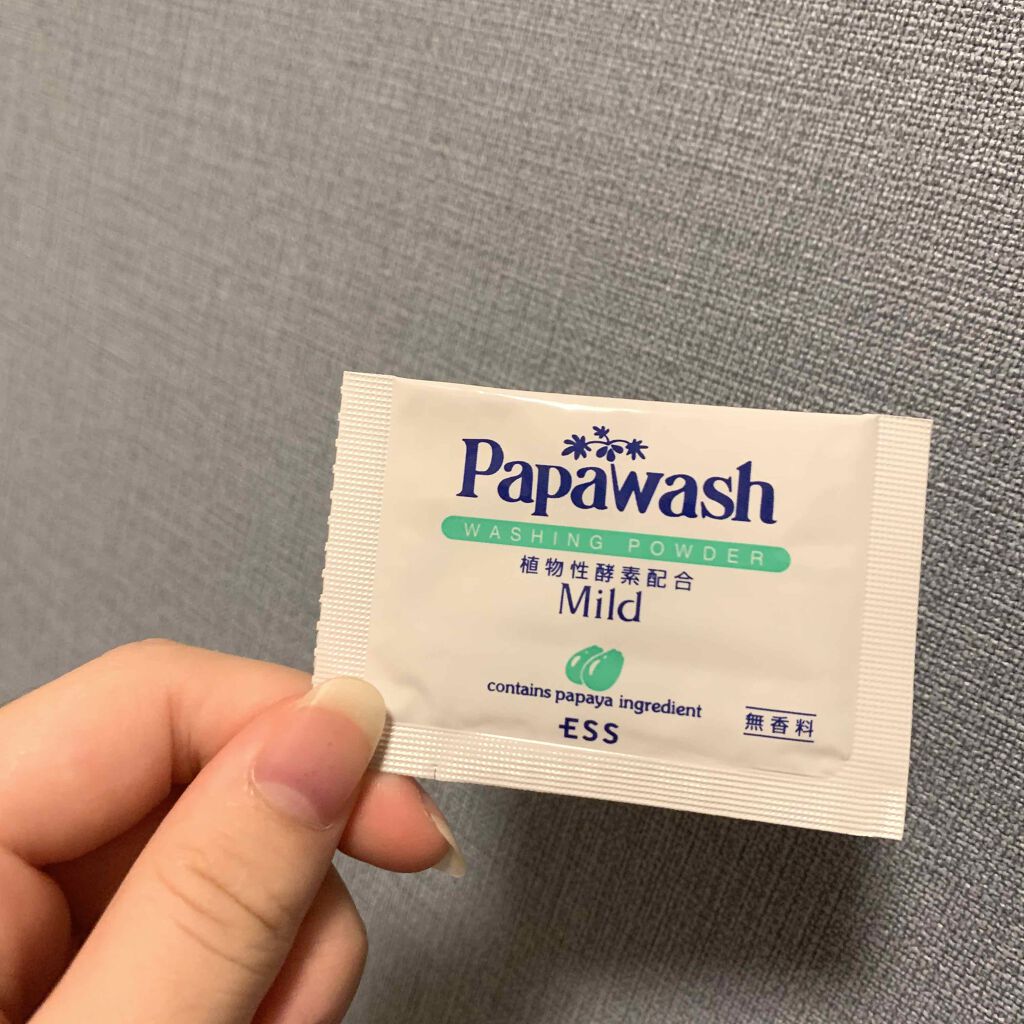 Papawash
WASHING POWDER
植物性酵素配合
Mild
contains papaya ingredient
ESS
無香料